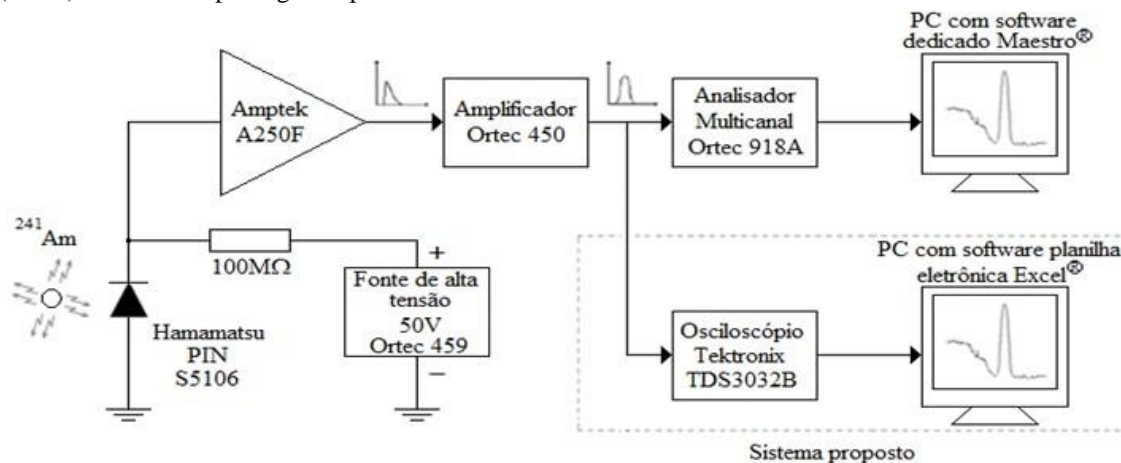 PC com software
dedicado Maestro®
Amptek
A250F
Amplificador
Ortec 450
Analisador
Multicanal
Ortec 918A
241Am
100MΩ
+
Fonte de alta
tensão
50V
Ortec 459
−
Hamamatsu
PIN
S5106
PC com software planilha
eletrônica Excel®
Osciloscópio
Tektronix
TDS3032B
Sistema proposto